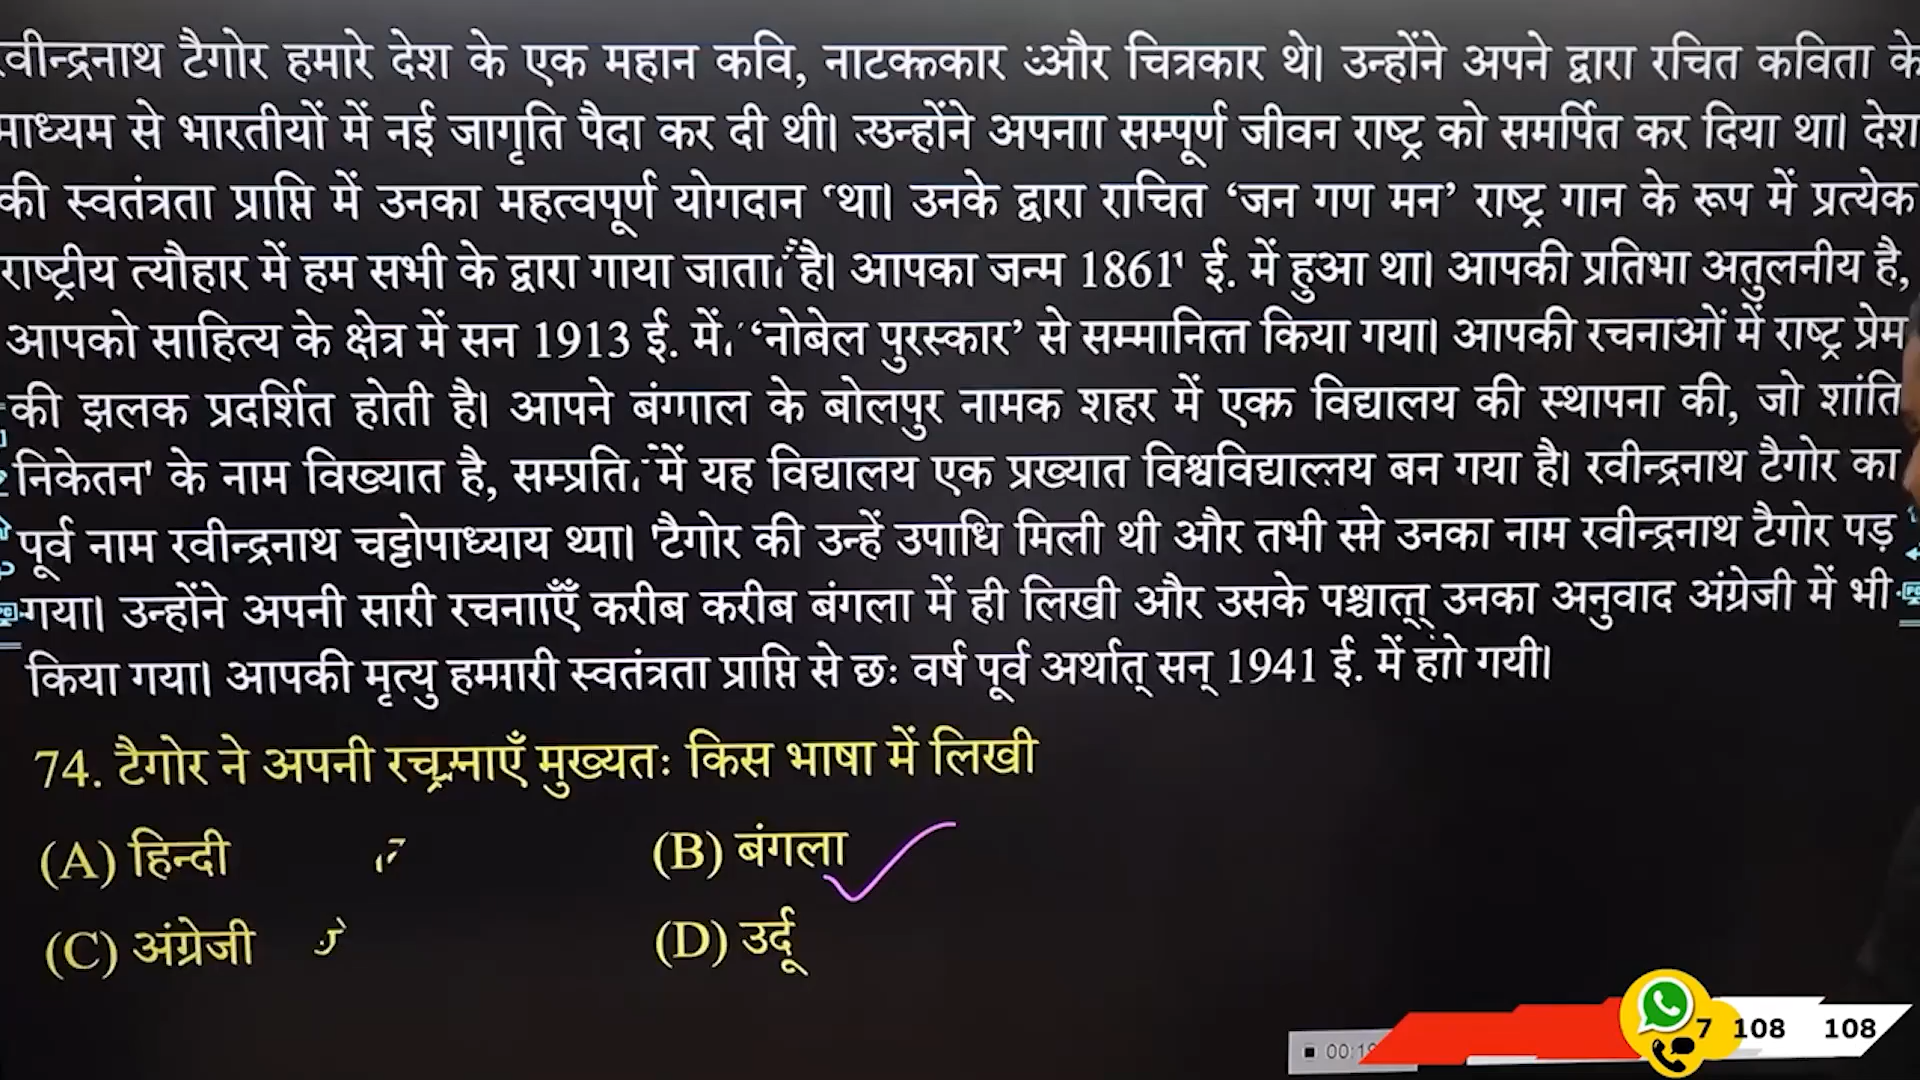 रवीन्द्रनाथ टैगोर हमारे देश के एक महान कवि, नाटककार और चित्रकार थे। उन्होंने अपने द्वारा रचित कविता के
माध्यम से भारतीयों में नई जागृति पैदा कर दी थी। उन्होंने अपना सम्पूर्ण जीवन राष्ट्र को समर्पित कर दिया था। देश
की स्वतंत्रता प्राप्ति में उनका महत्वपूर्ण योगदान था। उनके द्वारा रचित ‘जन गण मन’ राष्ट्र गान के रूप में प्रत्येक
राष्ट्रीय त्यौहार में हम सभी के द्वारा गाया जाता है। आपका जन्म 1861 ई. में हुआ था। आपकी प्रतिभा अतुलनीय है,
आपको साहित्य के क्षेत्र में सन 1913 ई. में ‘नोबेल पुरस्कार’ से सम्मानित किया गया। आपकी रचनाओं में राष्ट्र प्रेम
की झलक प्रदर्शित होती है। आपने बंगाल के बोलपुर नामक शहर में एक विद्यालय की स्थापना की, जो शांति
निकेतन' के नाम विख्यात है, सम्प्रति में यह विद्यालय एक प्रख्यात विश्वविद्यालय बन गया है। रवीन्द्रनाथ टैगोर का
पूर्व नाम रवीन्द्रनाथ चट्टोपाध्याय था। 'टैगोर की उन्हें उपाधि मिली थी और तभी से उनका नाम रवीन्द्रनाथ टैगोर पड़
गया। उन्होंने अपनी सारी रचनाएँ करीब करीब बंगला में ही लिखी और उसके पश्चात् उनका अनुवाद अंग्रेजी में भी
किया गया। आपकी मृत्यु हमारी स्वतंत्रता प्राप्ति से छः वर्ष पूर्व अर्थात् सन् 1941 ई. में हो गयी।
74. टैगोर ने अपनी रचनाएँ मुख्यतः किस भाषा में लिखी
(A) हिन्दी (B) बंगला
(C) अंग्रेजी (D) उर्दू
7 108 108